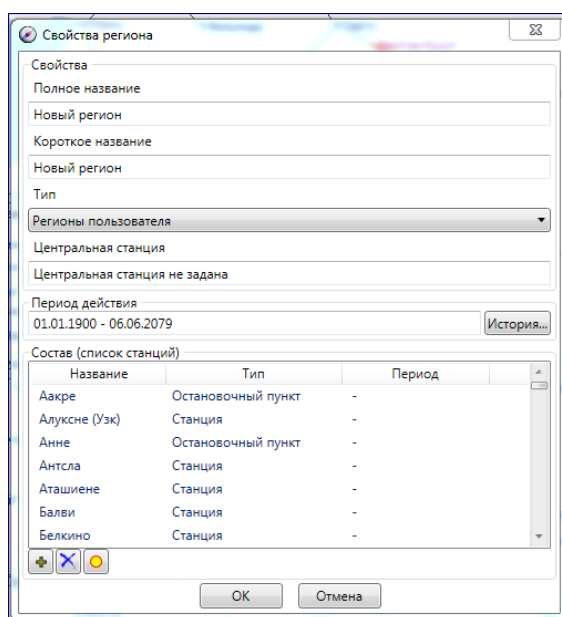 Свойства региона
Свойства
Полное название
Новый регион
Короткое название
Новый регион
Тип
Регионы пользователя
Центральная станция
Центральная станция не задана
Период действия
01.01.1900 - 06.06.2079 История...
Состав (список станций)
Название Тип Период
Аакре Остановочный пункт -
Алуксне (Узк) Станция -
Анне Остановочный пункт -
Антсла Станция -
Аташиене Станция -
Балви Станция -
Белкино Станция -
ОК Отмена